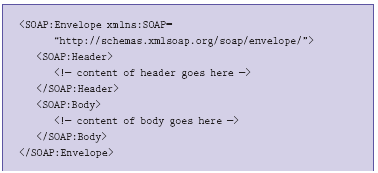 <SOAP:Envelope xmlns:SOAP=
"http://schemas.xmlsoap.org/soap/envelope/">
<SOAP:Header>
<!— content of header goes here —>
</SOAP:Header>
<SOAP:Body>
<!— content of body goes here —>
</SOAP:Body>
</SOAP:Envelope>